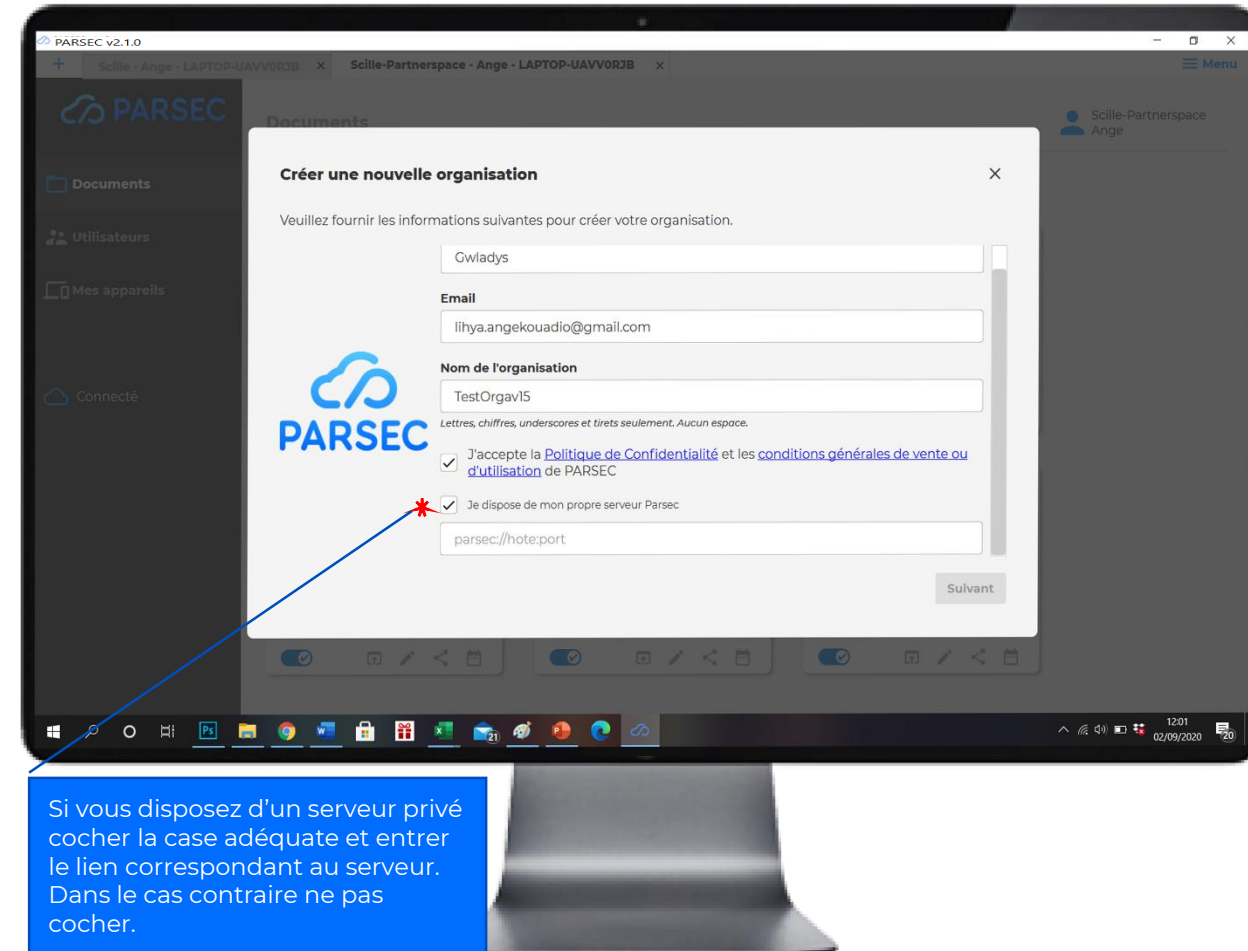 PARSEC v2.1.0
Scille - Ange - LAPTOP-UAVV0RJB
Scille-Partnerspace - Ange - LAPTOP-UAVV0RJB
Menu
PARSEC
Documents
Scille-Partnerspace
Ange
Documents
Utilisateurs
Mes appareils
Connecté
Créer une nouvelle organisation
Veuillez fournir les informations suivantes pour créer votre organisation.
Gwladys
Email
lihya.angekouadio@gmail.com
Nom de l'organisation
TestOrgav15
Lettres, chiffres, underscores et tirets seulement. Aucun espace.
PARSEC
J'accepte la Politique de Confidentialité et les conditions générales de vente ou
d'utilisation de PARSEC
Je dispose de mon propre serveur Parsec
parsec://hote:port
Suivant
Ps
21
12:01
02/09/2020
20
Si vous disposez d’un serveur privé
cocher la case adéquate et entrer
le lien correspondant au serveur.
Dans le cas contraire ne pas
cocher.